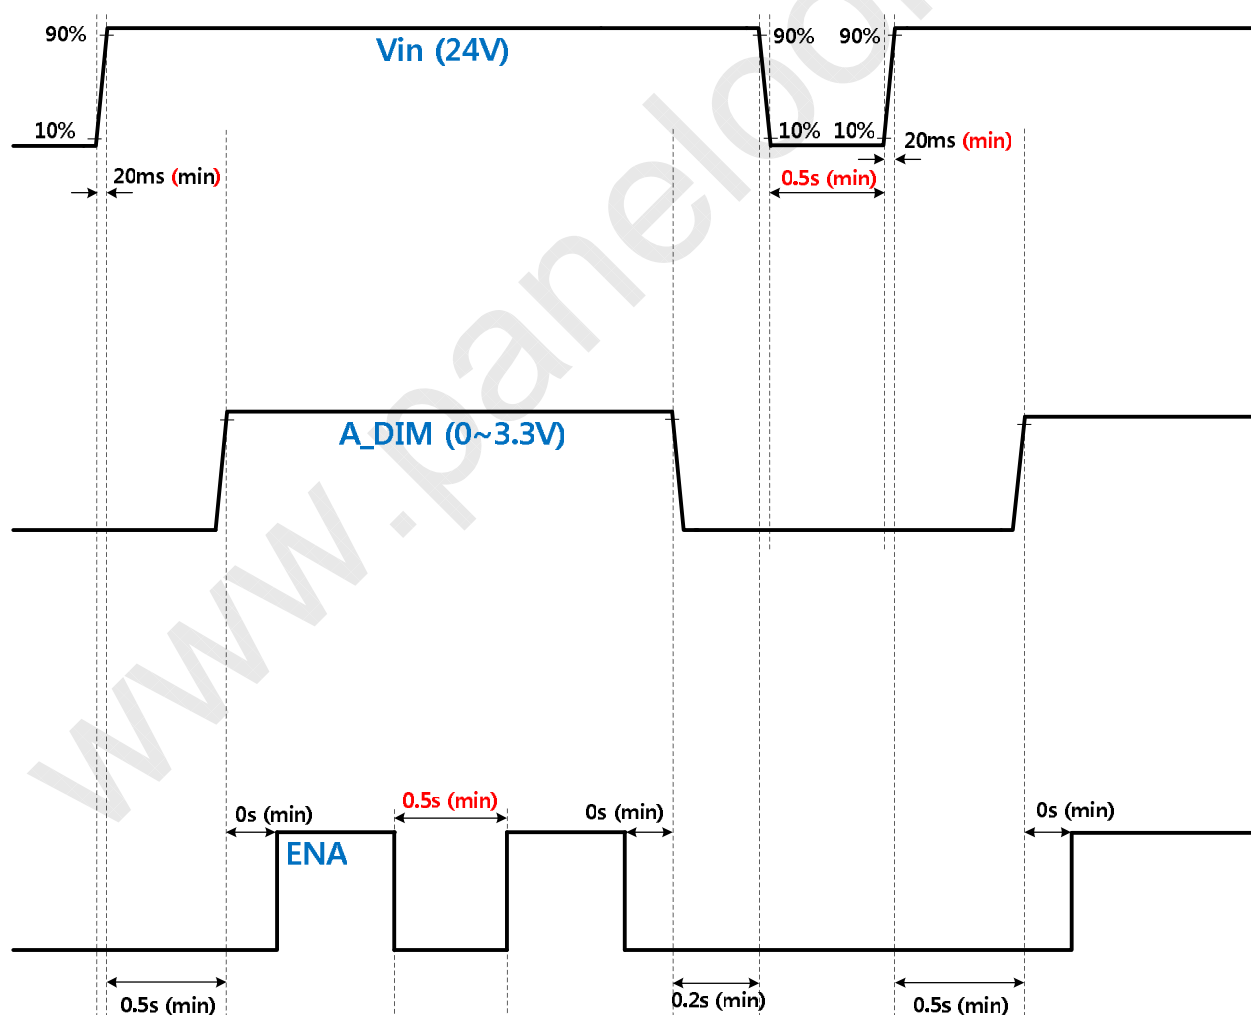 90%
Vin (24V)
90% 90%
10%
10% 10%
20ms (min)
20ms (min)
0.5s (min)
A_DIM (0~3.3V)
0s (min)
0.5s (min)
0s (min)
0s (min)
ENA
0.5s (min)
0.2s (min)
0.5s (min)
www.paneloo